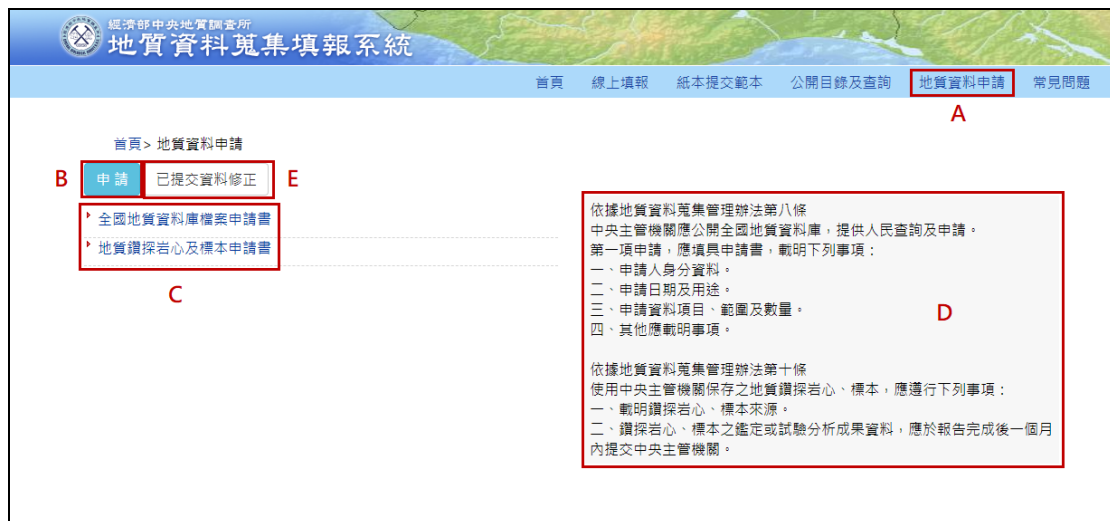 經濟部中央地質調查所
地質資料蒐集填報系統
首頁 線上填報 紙本提交範本 公開目錄及查詢 地質資料申請 常見問題
A
首頁> 地質資料申請
B 申 請 已提交資料修正 E
全國地質資料庫檔案申請書
地質鑽探岩心及標本申請書
C
依據地質資料蒐集管理辦法第八條
中央主管機關應公開全國地質資料庫，提供人民查詢及申請。
第一項申請，應填具申請書，載明下列事項：
一、申請人身分資料。
二、申請日期及用途。
三、申請資料項目、範圍及數量。
四、其他應載明事項。
D
依據地質資料蒐集管理辦法第十條
使用中央主管機關保存之地質鑽探岩心、標本，應遵行下列事項：
一、載明鑽探岩心、標本來源。
二、鑽探岩心、標本之鑑定或試驗分析成果資料，應於報告完成後一個月
內提交中央主管機關。